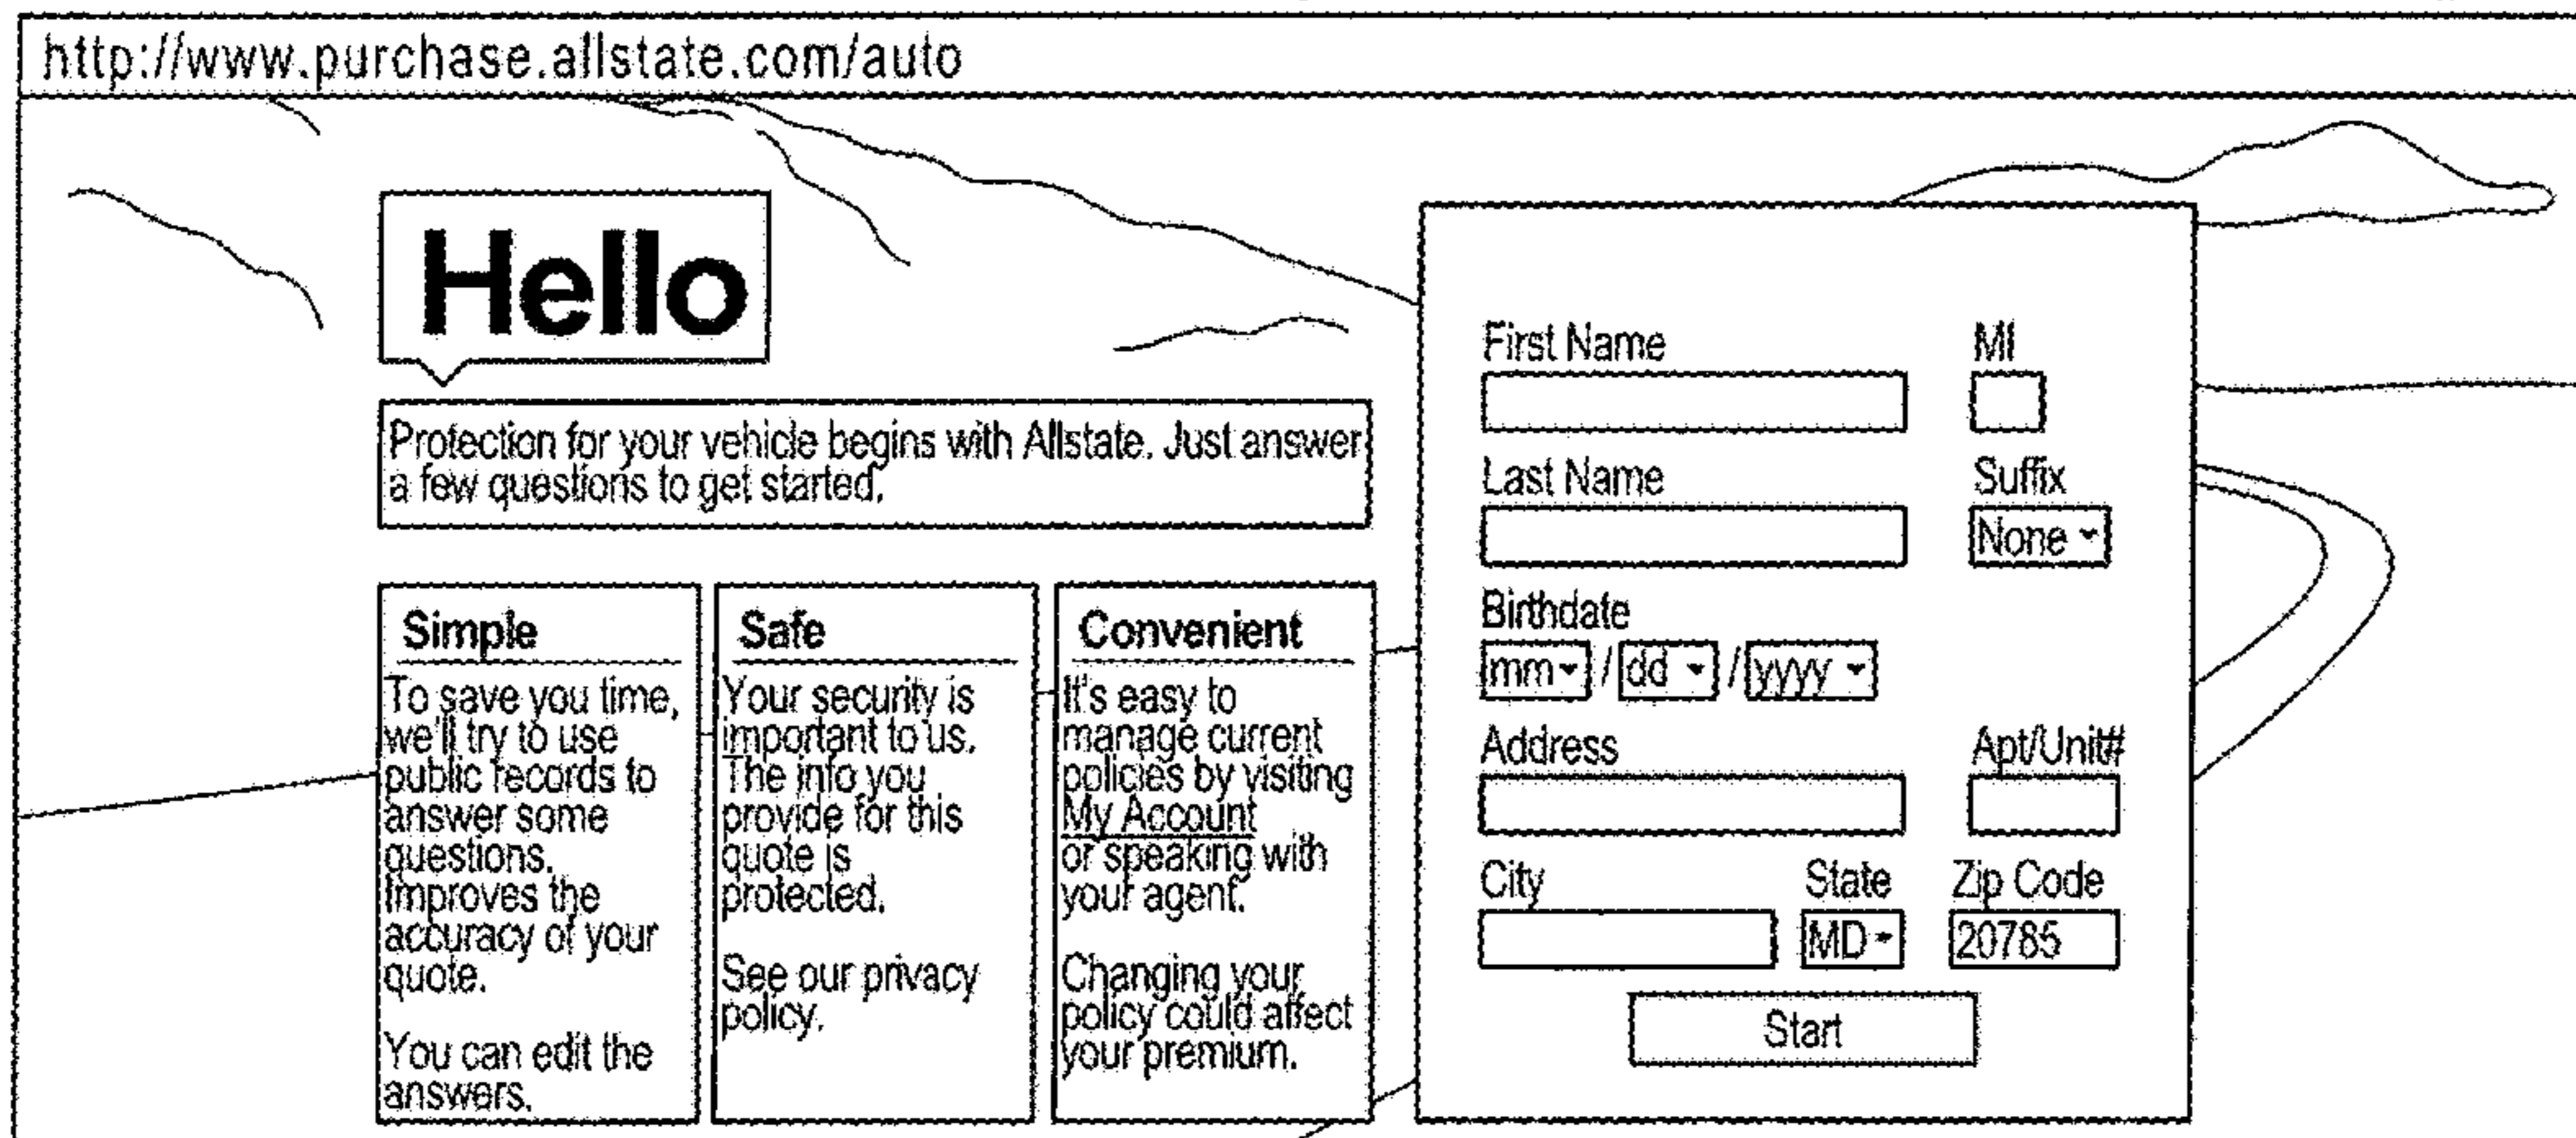 http://www.purchase.allstate.com/auto
Hello
Protection for your vehicle begins with Allstate. Just answer
a few questions to get started.
Simple
To save you time,
we'll try to use
public records to
answer some
questions.
Improves the
accuracy of your
quote.
You can edit the
answers.
Safe
Your security is
important to us.
The info you
provide for this
quote is
protected.
See our privacy
policy.
Convenient
It's easy to
manage current
policies by visiting
My Account
or speaking with
your agent.
Changing your
policy could affect
your premium.
First Name MI
Last Name Suffix
None
Birthdate
mm / dd / yyyy
Address Apt/Unit#
City State Zip Code
MD 20785
Start